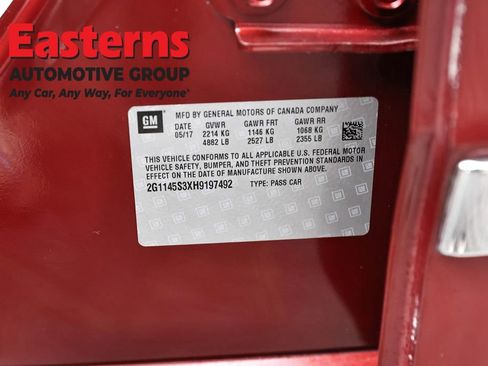 Easterns
AUTOMOTIVE GROUP
Any Car, Any Way, For Everyone
GM
MFD BY GENERAL MOTORS OF CANADA COMPANY
DATE GVWR GAWR FRT GAWR RR
05/17 2214 KG 1146 KG 1068 KG
4882 LB 2527 LB 2355 LB
THIS VEHICLE CONFORMS TO ALL APPLICABLE U.S. FEDERAL MOTOR
VEHICLE SAFETY, BUMPER, AND THEFT PREVENTION STANDARDS IN
EFFECT ON THE DATE OF MANUFACTURE SHOWN ABOVE.
2G1145S3XH9197492 TYPE: PASS CAR